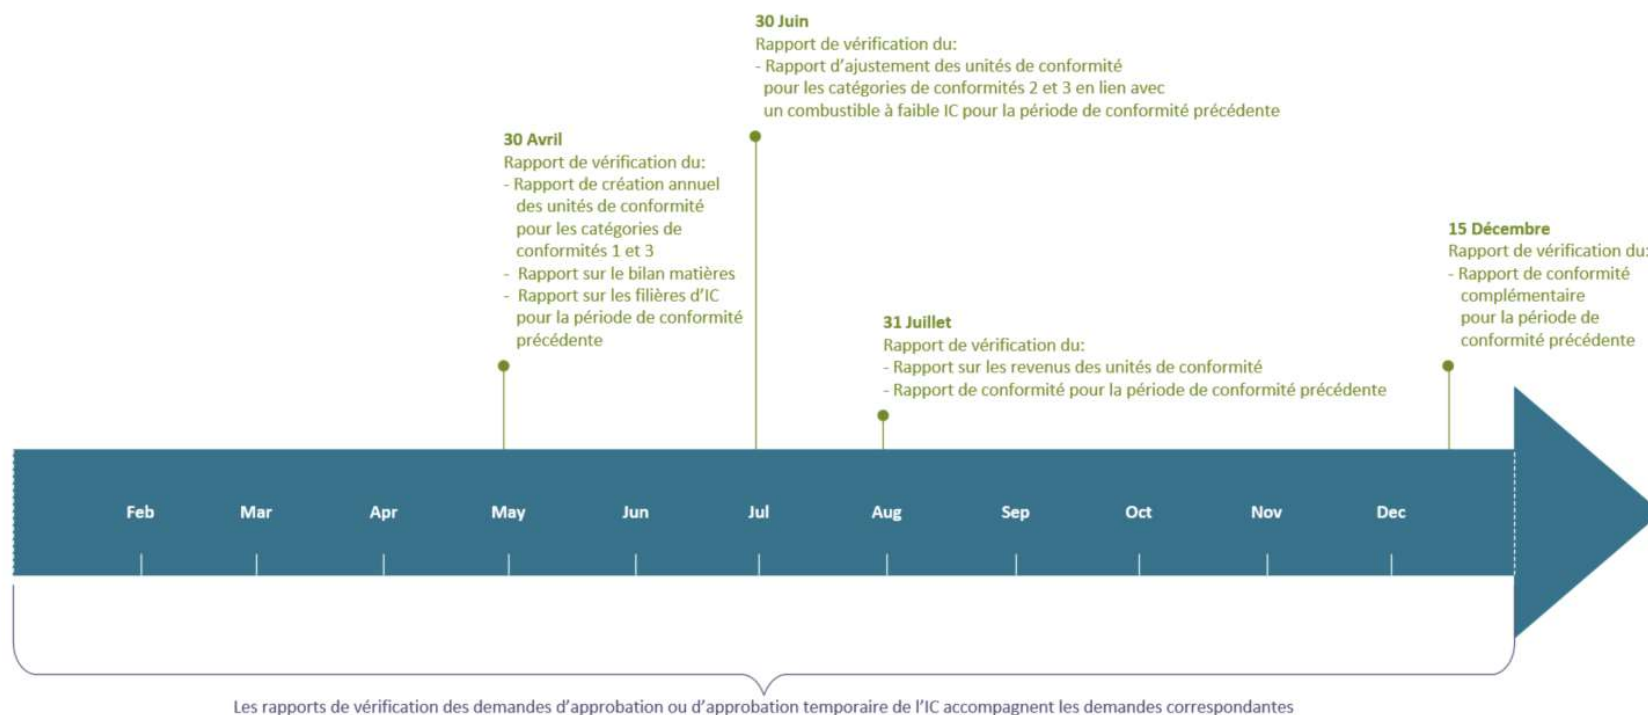 30 Juin
Rapport de vérification du:
- Rapport d'ajustement des unités de conformité
pour les catégories de conformités 2 et 3 en lien avec
un combustible à faible IC pour la période de conformité précédente
30 Avril
Rapport de vérification du:
- Rapport de création annuel
des unités de conformité
pour les catégories de
conformités 1 et 3
- Rapport sur le bilan matières
- Rapport sur les filières d'IC
pour la période de conformité
précédente
31 Juillet
Rapport de vérification du:
- Rapport sur les revenus des unités de conformité
- Rapport de conformité pour la période de conformité précédente
15 Décembre
Rapport de vérification du:
- Rapport de conformité
complémentaire
pour la période de
conformité précédente
Feb Mar Apr May Jun Jul Aug Sep Oct Nov Dec
Les rapports de vérification des demandes d'approbation ou d'approbation temporaire de l'IC accompagnent les demandes correspondantes